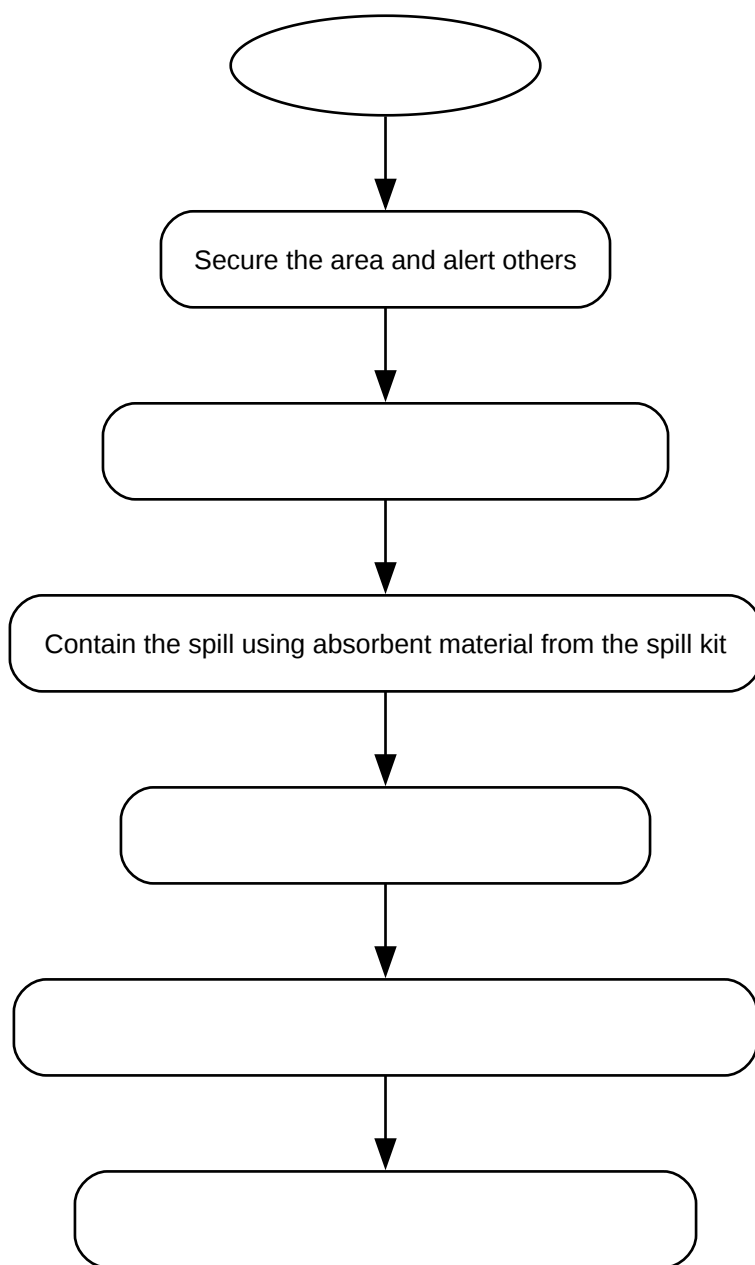 Secure the area and alert others
Contain the spill using absorbent material from the spill kit